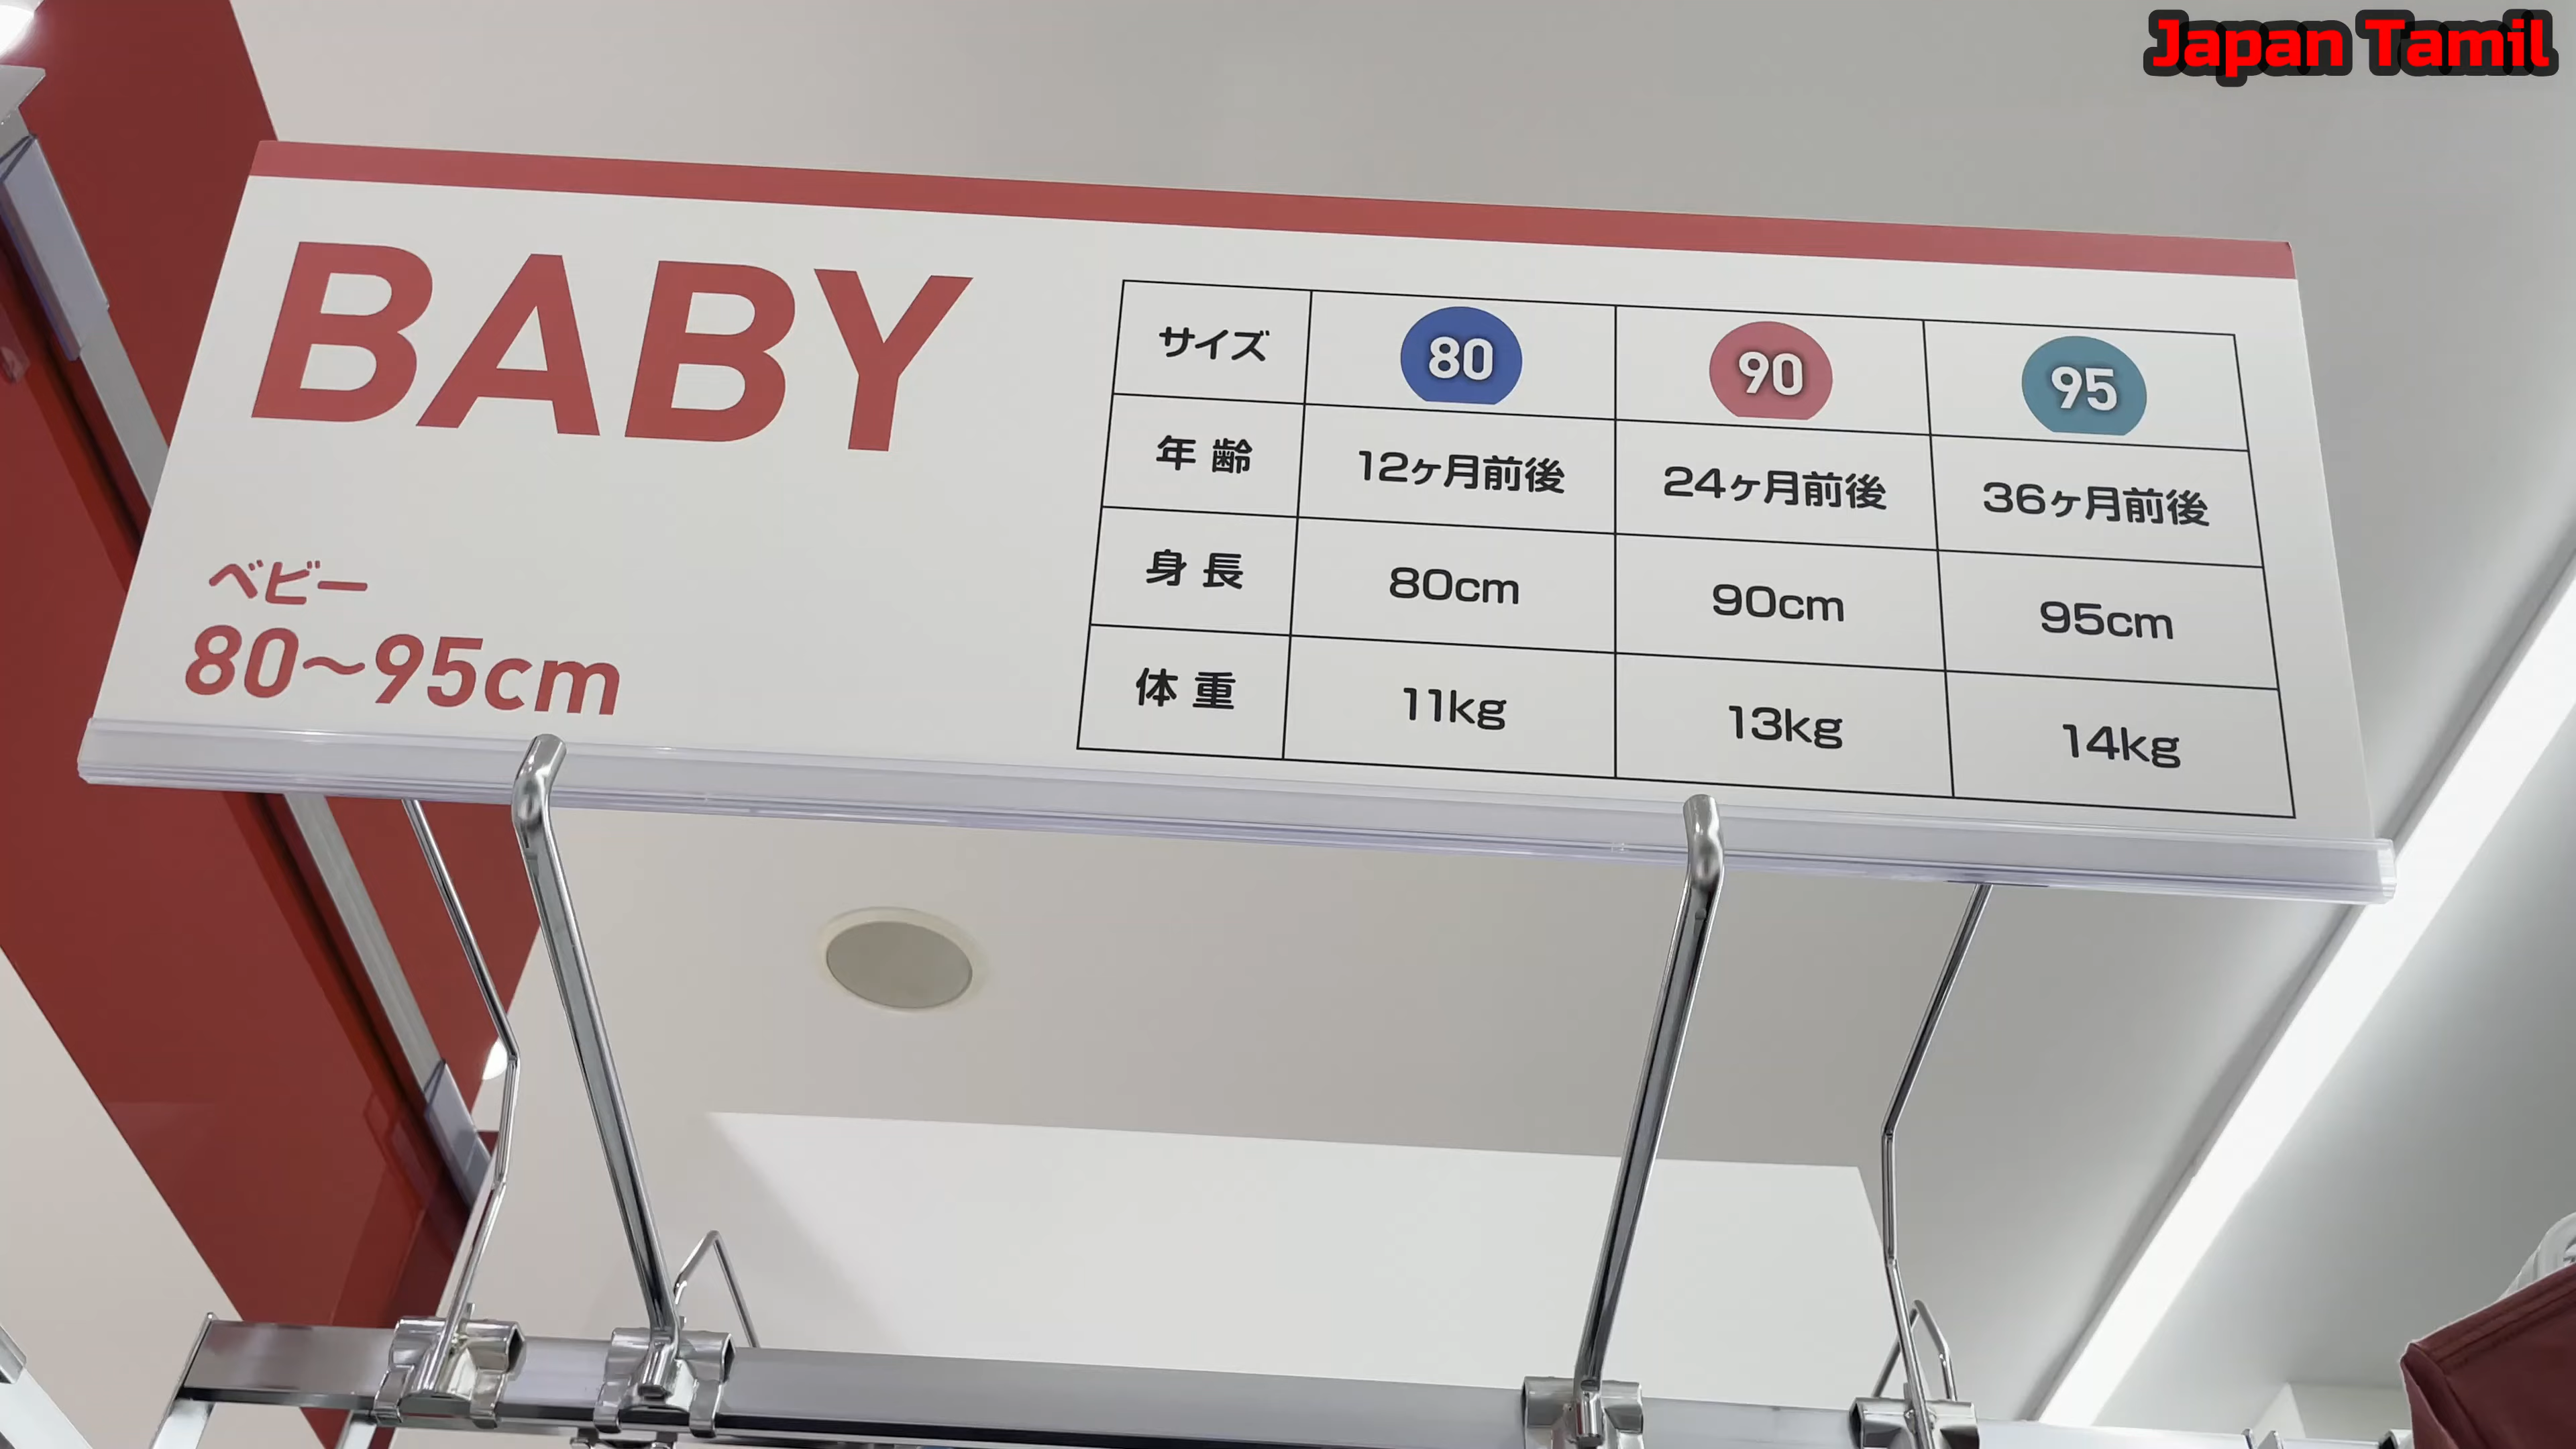 Japan Tamil
BABY
ベビー
80〜95cm
サイズ 80 90 95
年齢 12ヶ月前後 24ヶ月前後 36ヶ月前後
身長 80cm 90cm 95cm
体重 11kg 13kg 14kg